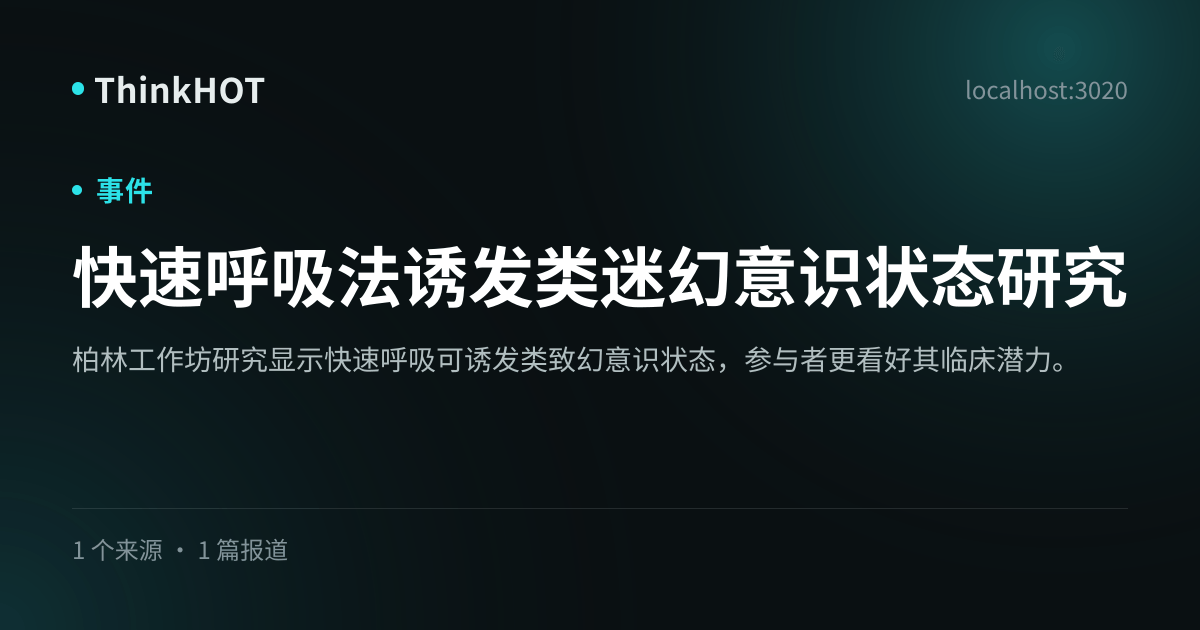 ThinkHOT
localhost:3020
事件
快速呼吸法诱发类迷幻意识状态研究
柏林工作坊研究显示快速呼吸可诱发类致幻意识状态，参与者更看好其临床潜力。
1 个来源 · 1 篇报道